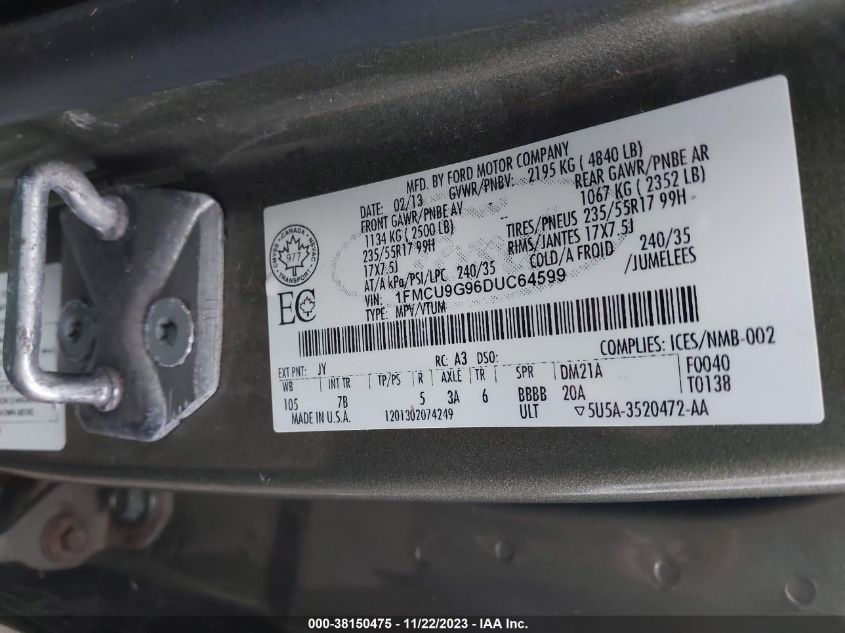 MFD. BY FORD MOTOR COMPANY
DATE: 02/13 GVWR/PNBV: 2195 KG ( 4840 LB)
FRONT GAWR/PNBE AV -- REAR GAWR/PNBE AR
1134 KG ( 2500 LB) 1067 KG ( 2352 LB)
235/55R17 99H TIRES/PNEUS 235/55R17 99H
17X7.5J RIMS/JANTES 17X7.5J
AT/A kPa/PSI/LPC 240/35 COLD/A FROID 240/35
VIN: 1FMCU9G96DUC64599 /JUMELEES
TYPE: MPV/VTUM
CANADA
977
TRANSPORT
EC
COMPLIES: ICES/NMB-002
EXT PNT: JY RC: A3 DSO: F0040
WB INT TR TP/PS R AXLE TR SPR DM21A T0138
105 7B 5 3A 6 BBBB 20A
MADE IN U.S.A. 1201302074249 ULT ▽5U5A-3520472-AA
000-38150475 - 11/22/2023 - IAA Inc.